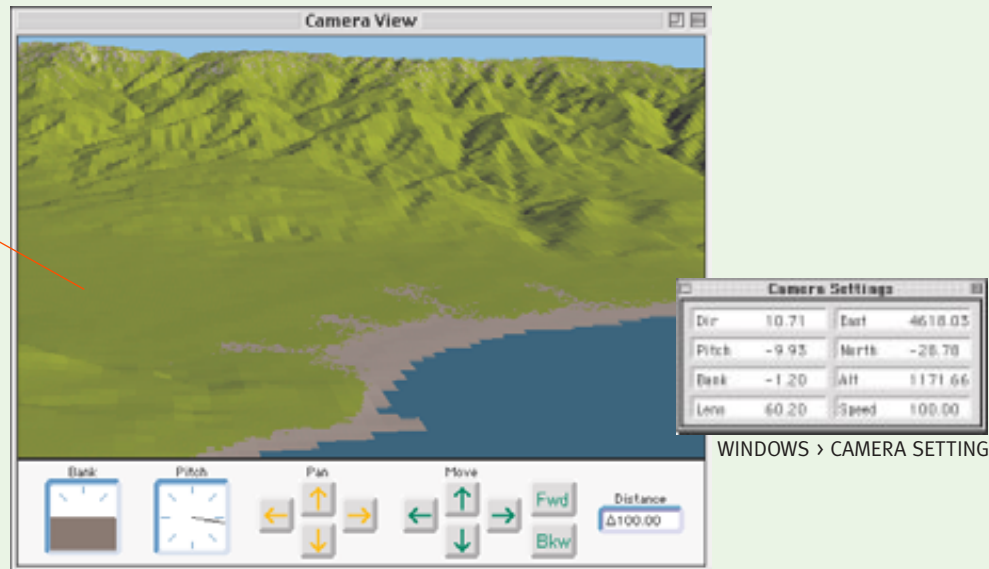 Camera View
Camera Settings
Dir 10.71 East 4618.03
Pitch -9.93 North -28.78
Bank -1.20 Alt 1171.66
Lens 60.20 Speed 100.00
WINDOWS > CAMERA SETTING
Bank Pitch Pan Move
Fwd
Bkw
Distance
Δ100.00